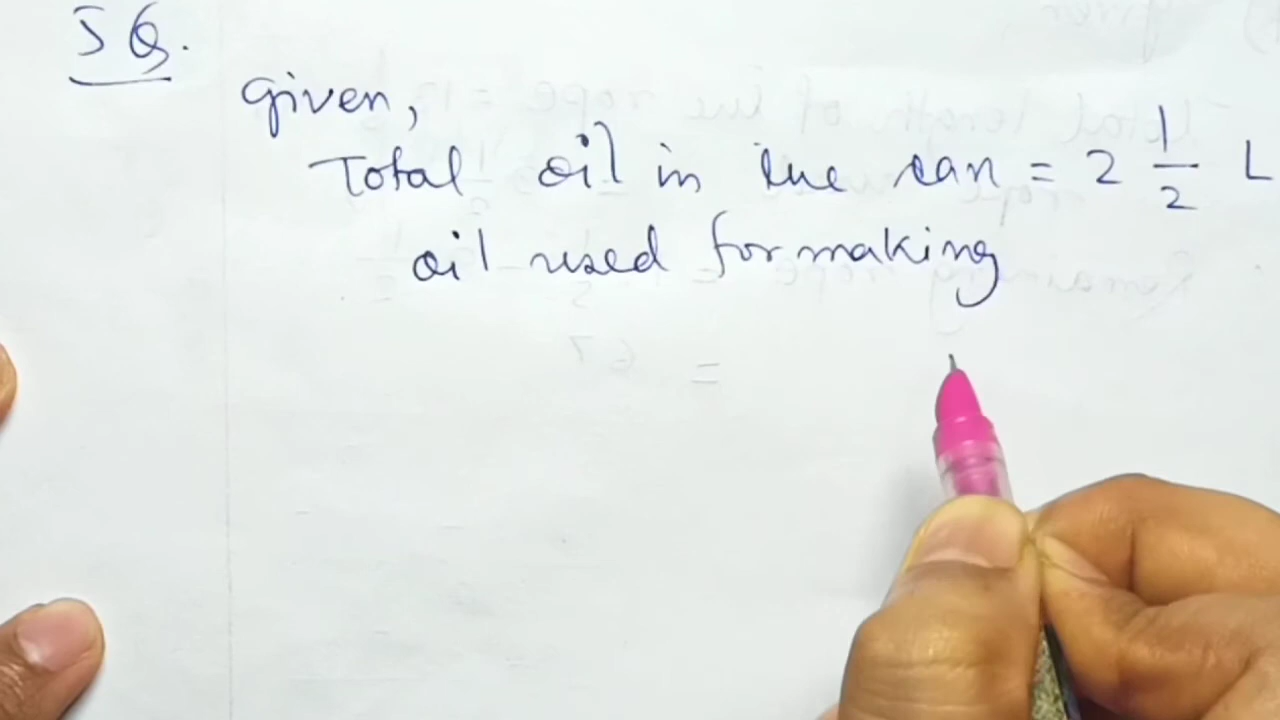 5Q.
Given,
Total oil in the can = 2 1/2 L
oil used for making
=